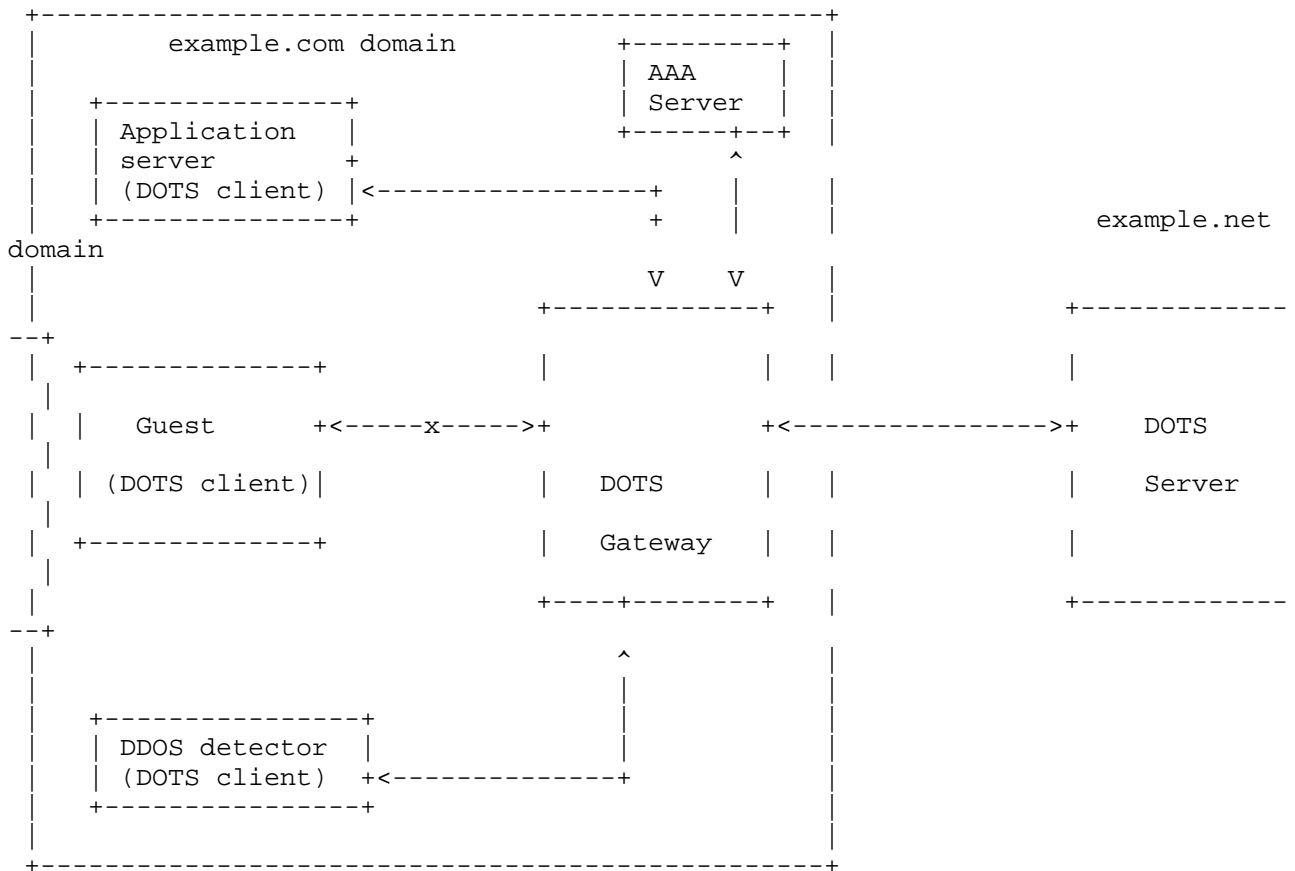 example.com domain
AAA
Server
Application
server
(DOTS client)
example.net
domain
V V
Guest x DOTS
(DOTS client) DOTS Server
Gateway
DDOS detector
(DOTS client)